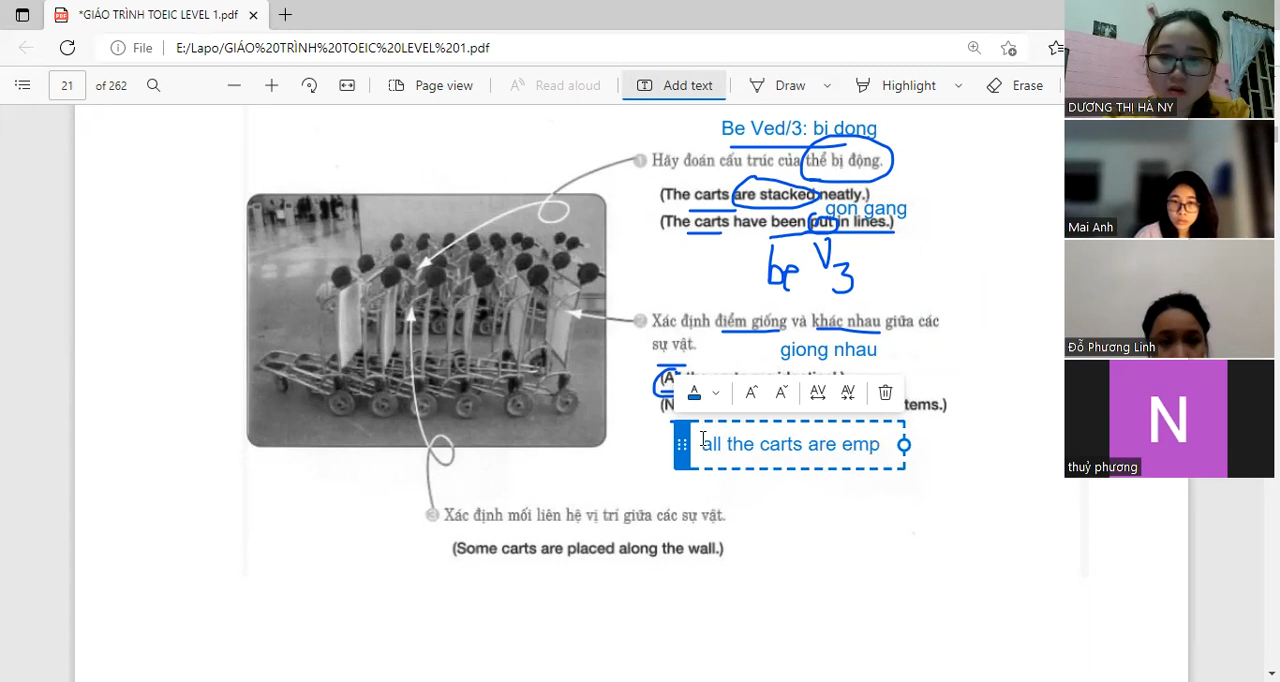 *GIÁO TRÌNH TOEIC LEVEL 1.pdf
File E:/Lapo/GIÁO%20TRÌNH%20TOEIC%20LEVEL%201.pdf
21 of 262 Page view Read aloud Add text Draw Highlight Erase
Be Ved/3: bị dong
1 Hãy đoán cấu trúc của thể bị động.
(The carts are stacked neatly.)
gon gang
(The carts have been put in lines.)
be V3
2 Xác định điểm giống và khác nhau giữa các
sự vật.
giong nhau
(A
(N tems.)
all the carts are emp
3 Xác định mối liên hệ vị trí giữa các sự vật.
(Some carts are placed along the wall.)
DƯƠNG THỊ HÀ NY
Mai Anh
Đỗ Phương Linh
N
thuỳ phương